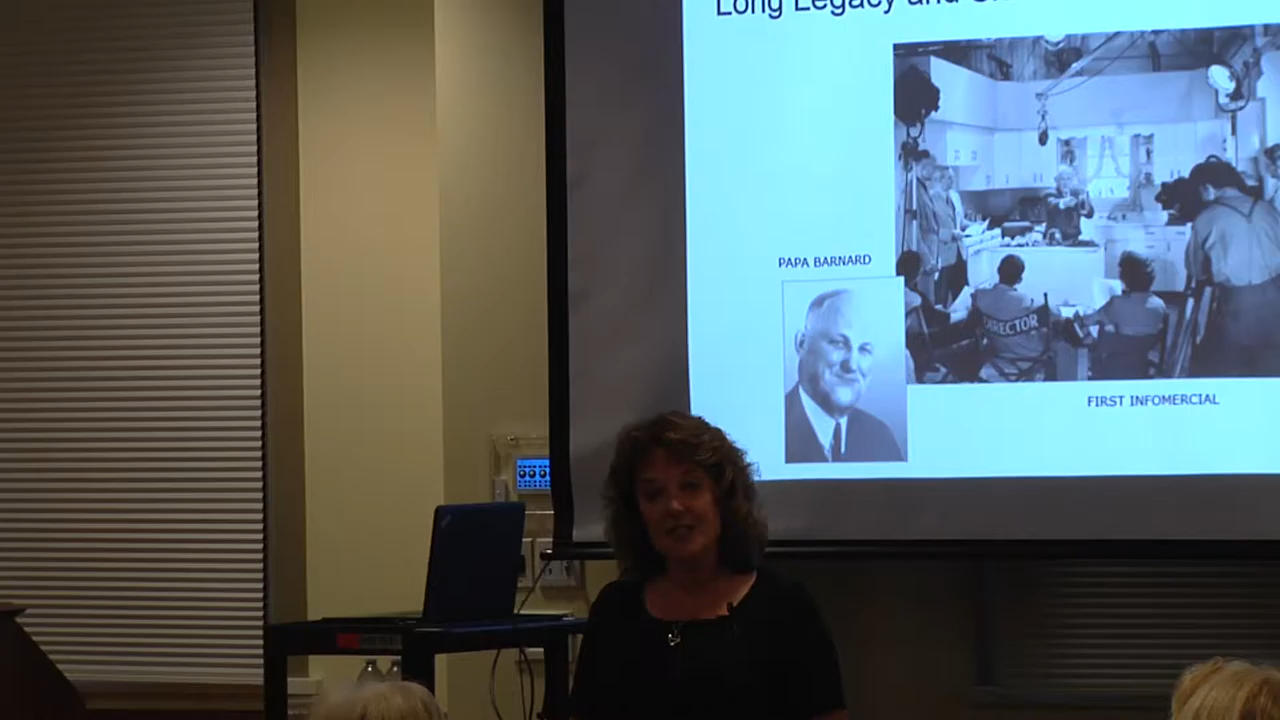 Long Legacy and
PAPA BARNARD
DIRECTOR
FIRST INFOMERCIAL